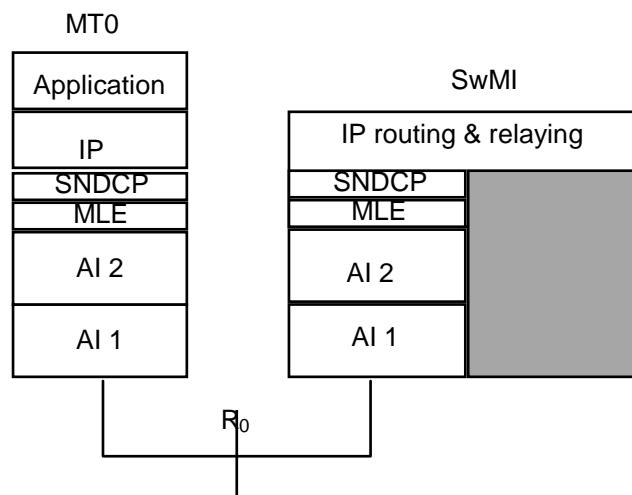 MT0
Application
IP
SNDCP
MLE
AI 2
AI 1
SwMI
IP routing & relaying
SNDCP
MLE
AI 2
AI 1
R₀